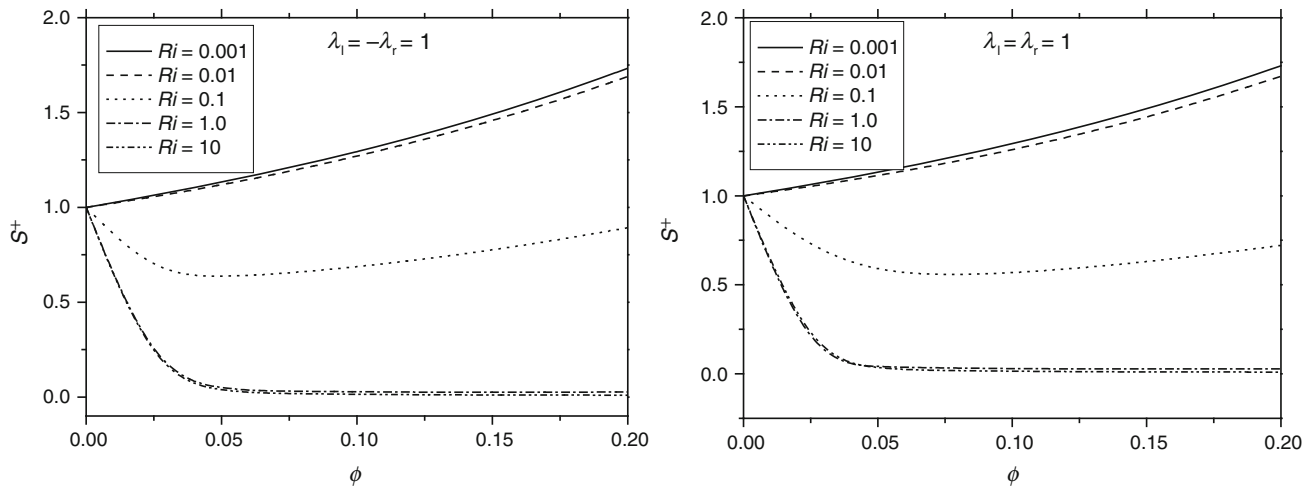 2.0
1.5
1.0
0.5
0.0
S⁺
Ri = 0.001
Ri = 0.01
Ri = 0.1
Ri = 1.0
Ri = 10
λₗ = −λᵣ = 1
0.00
0.05
0.10
0.15
0.20
ϕ
2.0
1.5
1.0
0.5
0.0
S⁺
Ri = 0.001
Ri = 0.01
Ri = 0.1
Ri = 1.0
Ri = 10
λₗ = λᵣ = 1
0.00
0.05
0.10
0.15
0.20
ϕ